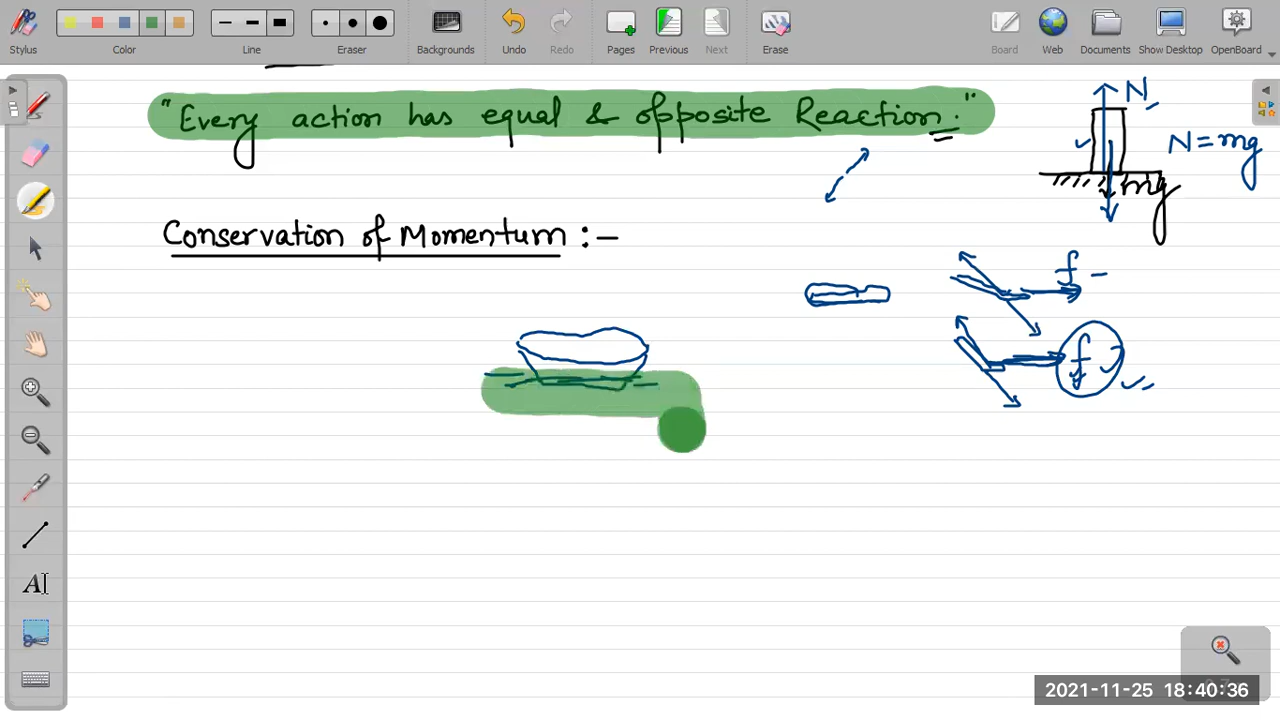 Stylus
Color
Line
Eraser
Backgrounds
Undo
Redo
Pages
Previous
Next
Erase
Board
Web
Documents
Show Desktop
OpenBoard
"Every action has equal & opposite Reaction."
N
N=mg
mg
Conservation of Momentum :-
f
f
AI
2021-11-25 18:40:36